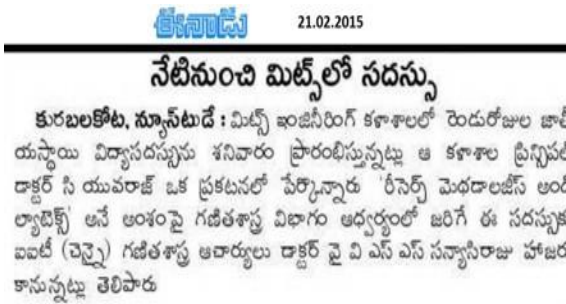 ఈనాడు 21.02.2015
నేటినుంచి మిట్స్‌లో సదస్సు
కురబలకోట, న్యూస్‌టుడే : మిట్స్ ఇంజినీరింగ్ కళాశాలలో రెండురోజుల జాతీ
యస్థాయి విద్యాసదస్సును శనివారం ప్రారంభిస్తున్నట్లు ఆ కళాశాల ప్రిన్సిపల్
డాక్టర్ సి యువరాజ్ ఒక ప్రకటనలో పేర్కొన్నారు 'రీసెర్చ్ మెథడాలజీస్ అండ్
ల్యాటెక్స్' అనే అంశంపై గణితశాస్త్ర విభాగం ఆధ్వర్యంలో జరిగే ఈ సదస్సుకు
ఐఐటీ (చెన్నై) గణితశాస్త్ర ఆచార్యులు డాక్టర్ వై వి ఎస్ ఎస్ సన్యాసిరాజు హాజరు
కానున్నట్లు తెలిపారు